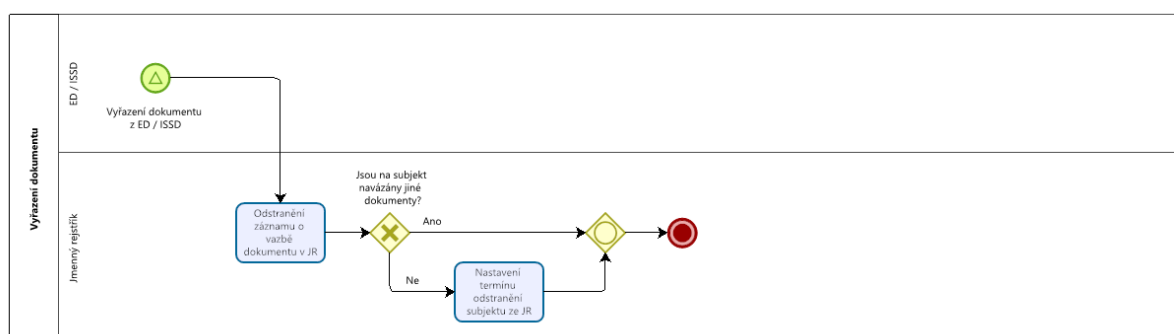 Vyřazení dokumentu
ED / ISSD
Vyřazení dokumentu
z ED / ISSD
Jmenný rejstřík
Odstranění
záznamu o
vazbě
dokumentu v JR
Jsou na subjekt
navázány jiné
dokumenty?
Ano
Ne
Nastavení
termínu
odstranění
subjektu ze JR